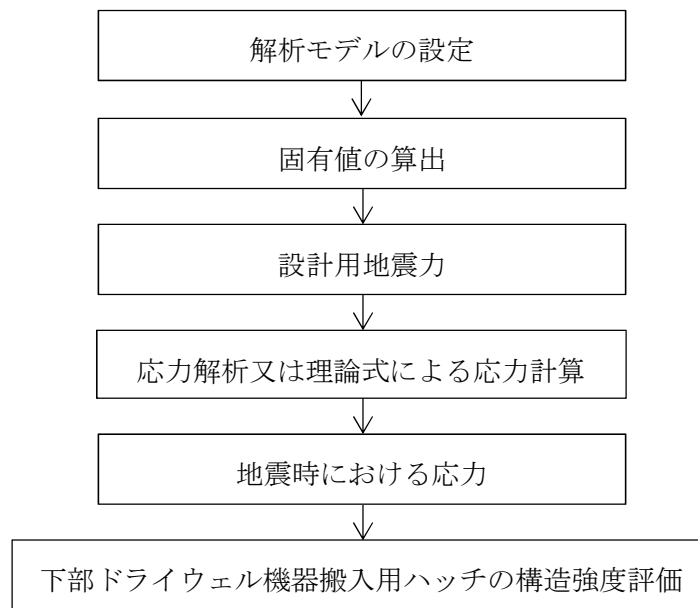 解析モデルの設定
固有値の算出
設計用地震力
応力解析又は理論式による応力計算
地震時における応力
下部ドライウェル機器搬入用ハッチの構造強度評価